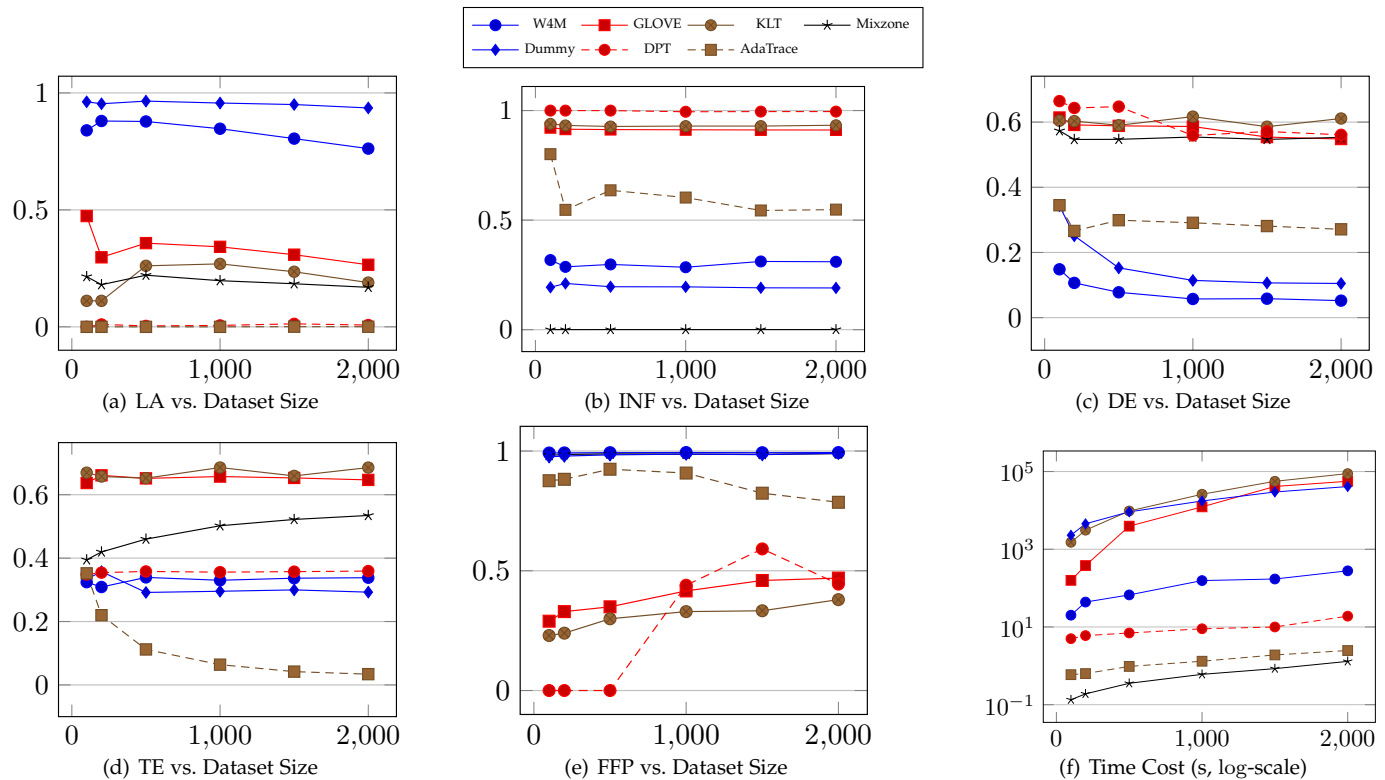 W4M GLOVE KLT Mixzone
Dummy DPT AdaTrace
1
0.5
0
0 1,000 2,000
(a) LA vs. Dataset Size
1
0.5
0
0 1,000 2,000
(b) INF vs. Dataset Size
0.6
0.4
0.2
0
0 1,000 2,000
(c) DE vs. Dataset Size
0.6
0.4
0.2
0
0 1,000 2,000
(d) TE vs. Dataset Size
1
0.5
0
0 1,000 2,000
(e) FFP vs. Dataset Size
10^5
10^3
10^1
10^−1
0 500 1,000 1,500 2,000
(f) Time Cost (s, log-scale)